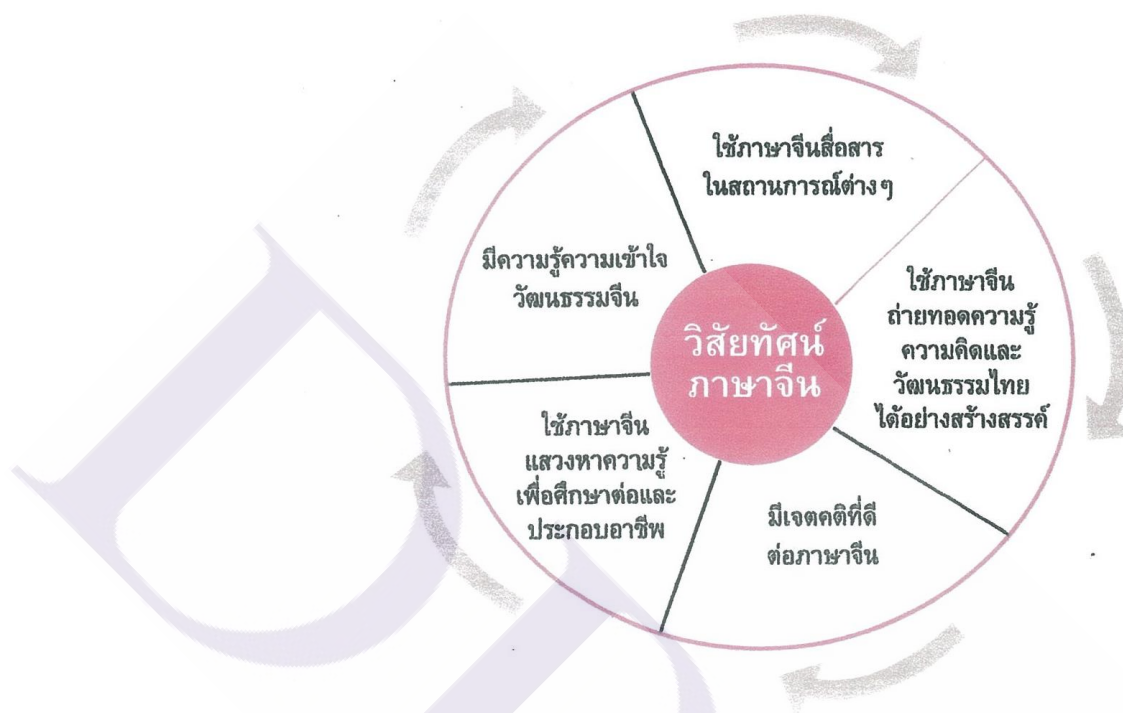 ใช้ภาษาจีนสื่อสาร
ในสถานการณ์ต่างๆ
ใช้ภาษาจีน
ถ่ายทอดความรู้
ความคิดและ
วัฒนธรรมไทย
ได้อย่างสร้างสรรค์
มีเจตคติที่ดี
ต่อภาษาจีน
ใช้ภาษาจีน
แสวงหาความรู้
เพื่อศึกษาต่อและ
ประกอบอาชีพ
มีความรู้ความเข้าใจ
วัฒนธรรมจีน
วิสัยทัศน์
ภาษาจีน